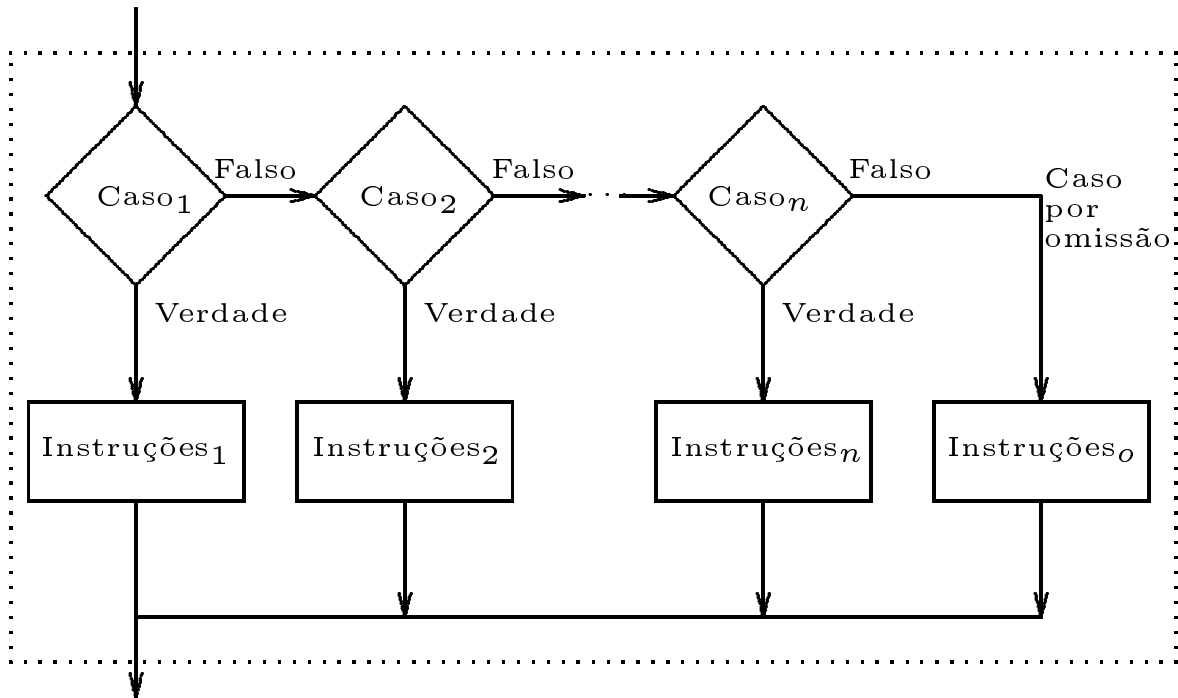 Falso
Falso
Falso
Caso
por
omissão
Caso1
Caso2
Cason
Verdade
Verdade
Verdade
Instruções1
Instruções2
Instruçõesn
Instruçõeso